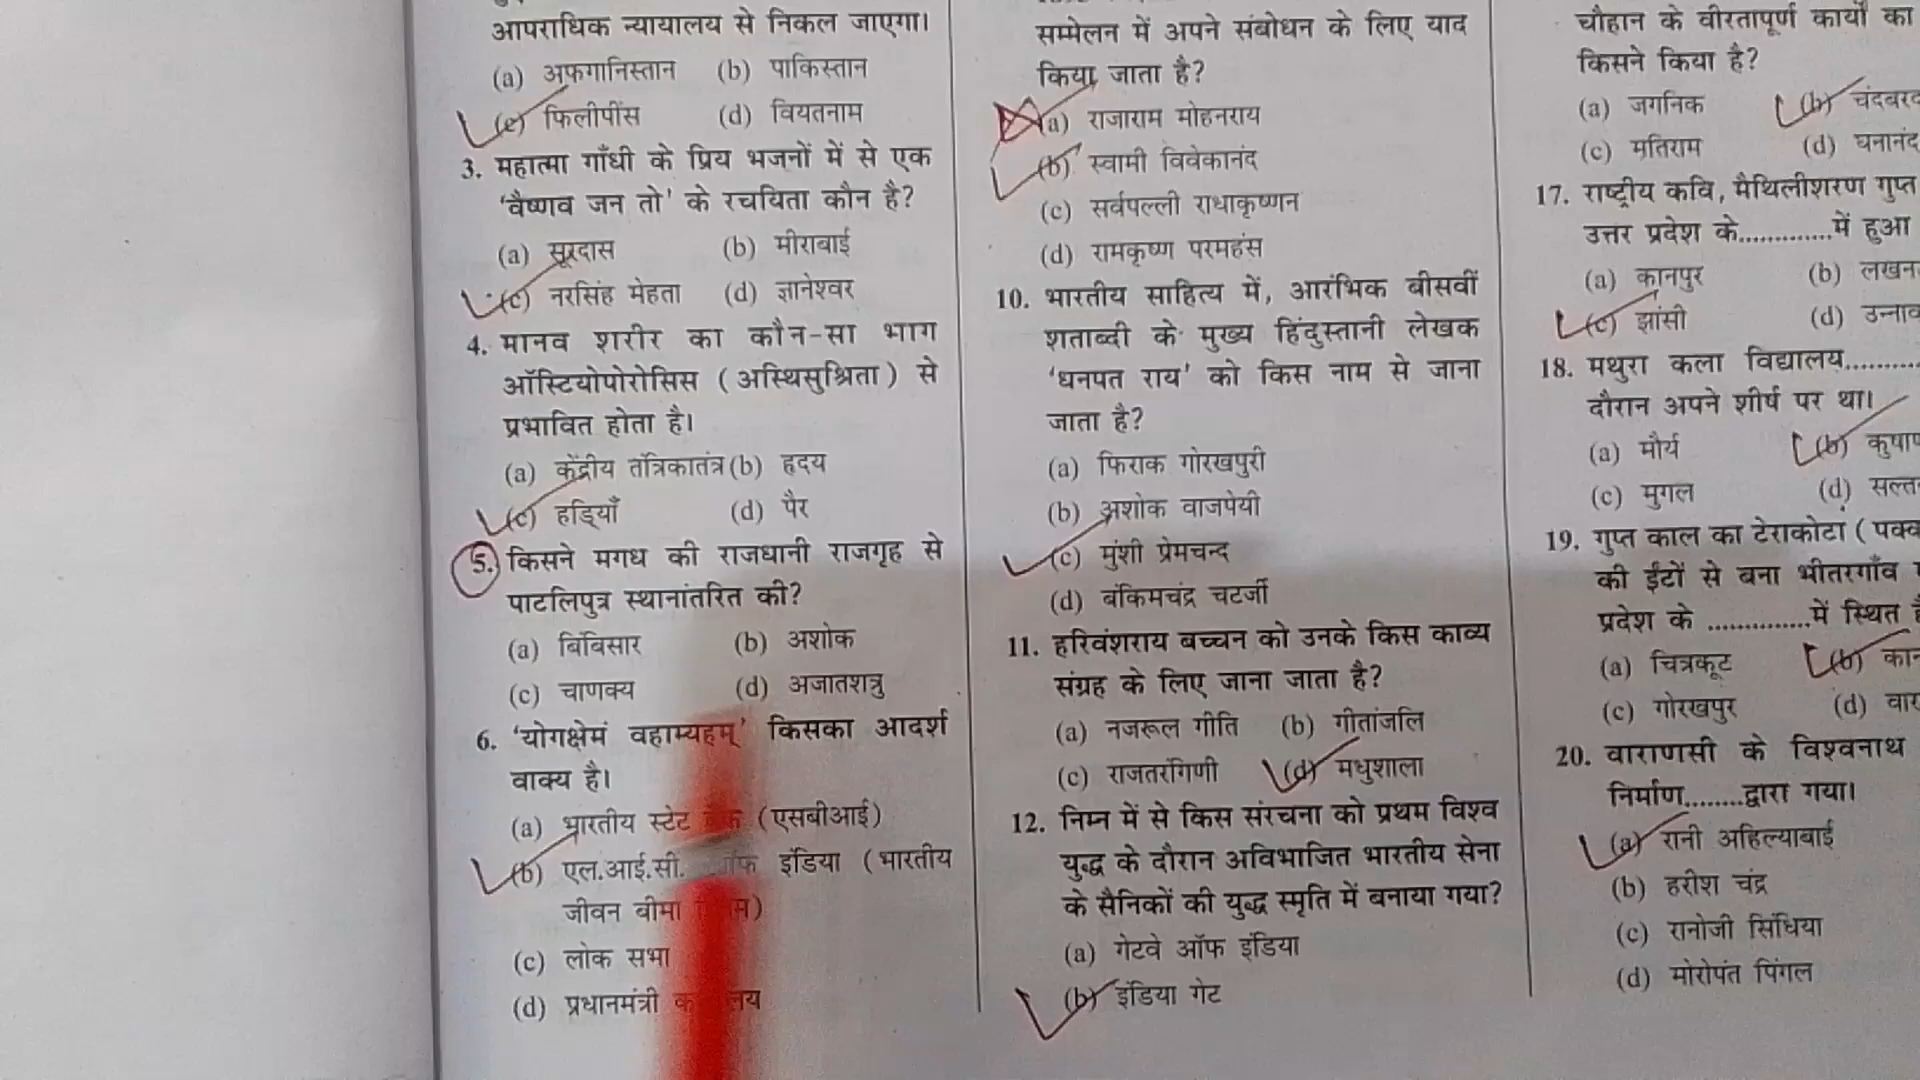 आपराधिक न्यायालय से निकल जाएगा।
(a) अफगानिस्तान (b) पाकिस्तान
(c) फिलीपींस (d) वियतनाम
3. महात्मा गाँधी के प्रिय भजनों में से एक
'वैष्णव जन तो' के रचयिता कौन है?
(a) सूरदास (b) मीराबाई
(c) नरसिंह मेहता (d) ज्ञानेश्वर
4. मानव शरीर का कौन-सा भाग
ऑस्टियोपोरोसिस (अस्थिसुश्रिता) से
प्रभावित होता है।
(a) केंद्रीय तंत्रिकातंत्र (b) हृदय
(c) हड्डियाँ (d) पैर
5. किसने मगध की राजधानी राजगृह से
पाटलिपुत्र स्थानांतरित की?
(a) बिंबिसार (b) अशोक
(c) चाणक्य (d) अजातशत्रु
6. 'योगक्षेमं वहाम्यहम्' किसका आदर्श
वाक्य है।
(a) भारतीय स्टेट (एसबीआई)
(b) एल.आई.सी. इंडिया (भारतीय
जीवन बीमा
(c) लोक सभा
(d) प्रधानमंत्री
सम्मेलन में अपने संबोधन के लिए याद
किया जाता है?
(a) राजाराम मोहनराय
(b) स्वामी विवेकानंद
(c) सर्वपल्ली राधाकृष्णन
(d) रामकृष्ण परमहंस
10. भारतीय साहित्य में, आरंभिक बीसवीं
शताब्दी के मुख्य हिंदुस्तानी लेखक
'धनपत राय' को किस नाम से जाना
जाता है?
(a) फिराक गोरखपुरी
(b) अशोक वाजपेयी
(c) मुंशी प्रेमचन्द
(d) बंकिमचंद्र चटर्जी
11. हरिवंशराय बच्चन को उनके किस काव्य
संग्रह के लिए जाना जाता है?
(a) नजरूल गीति (b) गीतांजलि
(c) राजतरंगिणी (d) मधुशाला
12. निम्न में से किस संरचना को प्रथम विश्व
युद्ध के दौरान अविभाजित भारतीय सेना
के सैनिकों की युद्ध स्मृति में बनाया गया?
(a) गेटवे ऑफ इंडिया
(b) इंडिया गेट
चौहान के वीरतापूर्ण कार्यों का
किसने किया है?
(a) जगनिक (b)
(c) मतिराम (d) घनानंद
17. राष्ट्रीय कवि, मैथिलीशरण गुप्त
उत्तर प्रदेश के.............में हुआ
(a) कानपुर (b)
(c) झांसी (d)
18. मथुरा कला विद्यालय..........
दौरान अपने शीर्ष पर था।
(a) मौर्य (b)
(c) मुगल (d)
19. गुप्त काल का टेराकोटा (
की ईंटों से बना भीतरगाँव
प्रदेश के ..............में स्थित
(a) चित्रकूट (b)
(c) गोरखपुर (d)
20. वाराणसी के विश्वनाथ
निर्माण........द्वारा गया।
(a) रानी अहिल्याबाई
(b) हरीश चंद्र
(c) रानोजी सिंधिया
(d) मोरोपंत पिंगल